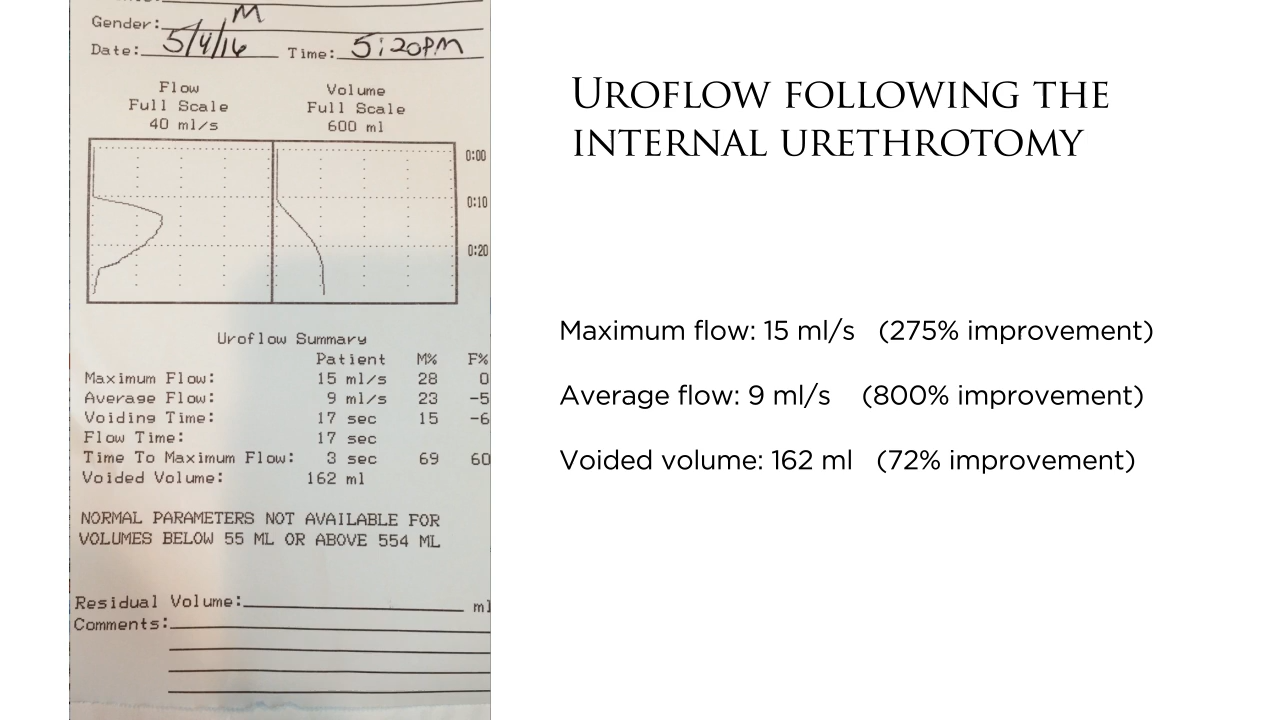 Gender: M
Date: 5/4/16 Time: 5:20PM
Flow Volume
Full Scale Full Scale
40 ml/s 600 ml
0:00
0:10
0:20
Uroflow Summary
Patient M% F%
Maximum Flow: 15 ml/s 28 0
Average Flow: 9 ml/s 23 -5
Voiding Time: 17 sec 15 -6
Flow Time: 17 sec
Time To Maximum Flow: 3 sec 69 60
Voided Volume: 162 ml
NORMAL PARAMETERS NOT AVAILABLE FOR
VOLUMES BELOW 55 ML OR ABOVE 554 ML
Residual Volume: ml
Comments:
UROFLOW FOLLOWING THE
INTERNAL URETHROTOMY
Maximum flow: 15 ml/s (275% improvement)
Average flow: 9 ml/s (800% improvement)
Voided volume: 162 ml (72% improvement)